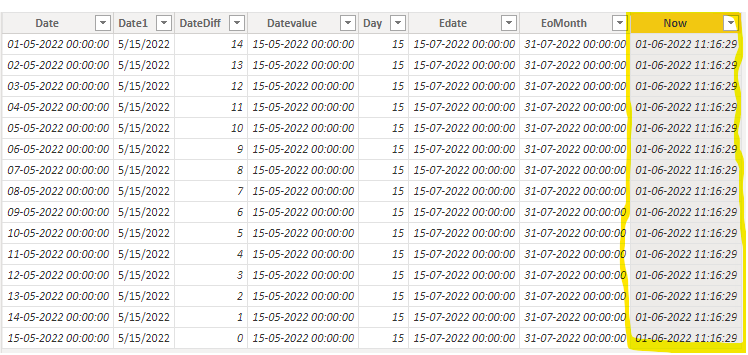 Date Date1 DateDiff Datevalue Day Edate EoMonth Now
01-05-2022 00:00:00 5/15/2022 14 15-05-2022 00:00:00 15 15-07-2022 00:00:00 31-07-2022 00:00:00 01-06-2022 11:16:29
02-05-2022 00:00:00 5/15/2022 13 15-05-2022 00:00:00 15 15-07-2022 00:00:00 31-07-2022 00:00:00 01-06-2022 11:16:29
03-05-2022 00:00:00 5/15/2022 12 15-05-2022 00:00:00 15 15-07-2022 00:00:00 31-07-2022 00:00:00 01-06-2022 11:16:29
04-05-2022 00:00:00 5/15/2022 11 15-05-2022 00:00:00 15 15-07-2022 00:00:00 31-07-2022 00:00:00 01-06-2022 11:16:29
05-05-2022 00:00:00 5/15/2022 10 15-05-2022 00:00:00 15 15-07-2022 00:00:00 31-07-2022 00:00:00 01-06-2022 11:16:29
06-05-2022 00:00:00 5/15/2022 9 15-05-2022 00:00:00 15 15-07-2022 00:00:00 31-07-2022 00:00:00 01-06-2022 11:16:29
07-05-2022 00:00:00 5/15/2022 8 15-05-2022 00:00:00 15 15-07-2022 00:00:00 31-07-2022 00:00:00 01-06-2022 11:16:29
08-05-2022 00:00:00 5/15/2022 7 15-05-2022 00:00:00 15 15-07-2022 00:00:00 31-07-2022 00:00:00 01-06-2022 11:16:29
09-05-2022 00:00:00 5/15/2022 6 15-05-2022 00:00:00 15 15-07-2022 00:00:00 31-07-2022 00:00:00 01-06-2022 11:16:29
10-05-2022 00:00:00 5/15/2022 5 15-05-2022 00:00:00 15 15-07-2022 00:00:00 31-07-2022 00:00:00 01-06-2022 11:16:29
11-05-2022 00:00:00 5/15/2022 4 15-05-2022 00:00:00 15 15-07-2022 00:00:00 31-07-2022 00:00:00 01-06-2022 11:16:29
12-05-2022 00:00:00 5/15/2022 3 15-05-2022 00:00:00 15 15-07-2022 00:00:00 31-07-2022 00:00:00 01-06-2022 11:16:29
13-05-2022 00:00:00 5/15/2022 2 15-05-2022 00:00:00 15 15-07-2022 00:00:00 31-07-2022 00:00:00 01-06-2022 11:16:29
14-05-2022 00:00:00 5/15/2022 1 15-05-2022 00:00:00 15 15-07-2022 00:00:00 31-07-2022 00:00:00 01-06-2022 11:16:29
15-05-2022 00:00:00 5/15/2022 0 15-05-2022 00:00:00 15 15-07-2022 00:00:00 31-07-2022 00:00:00 01-06-2022 11:16:29